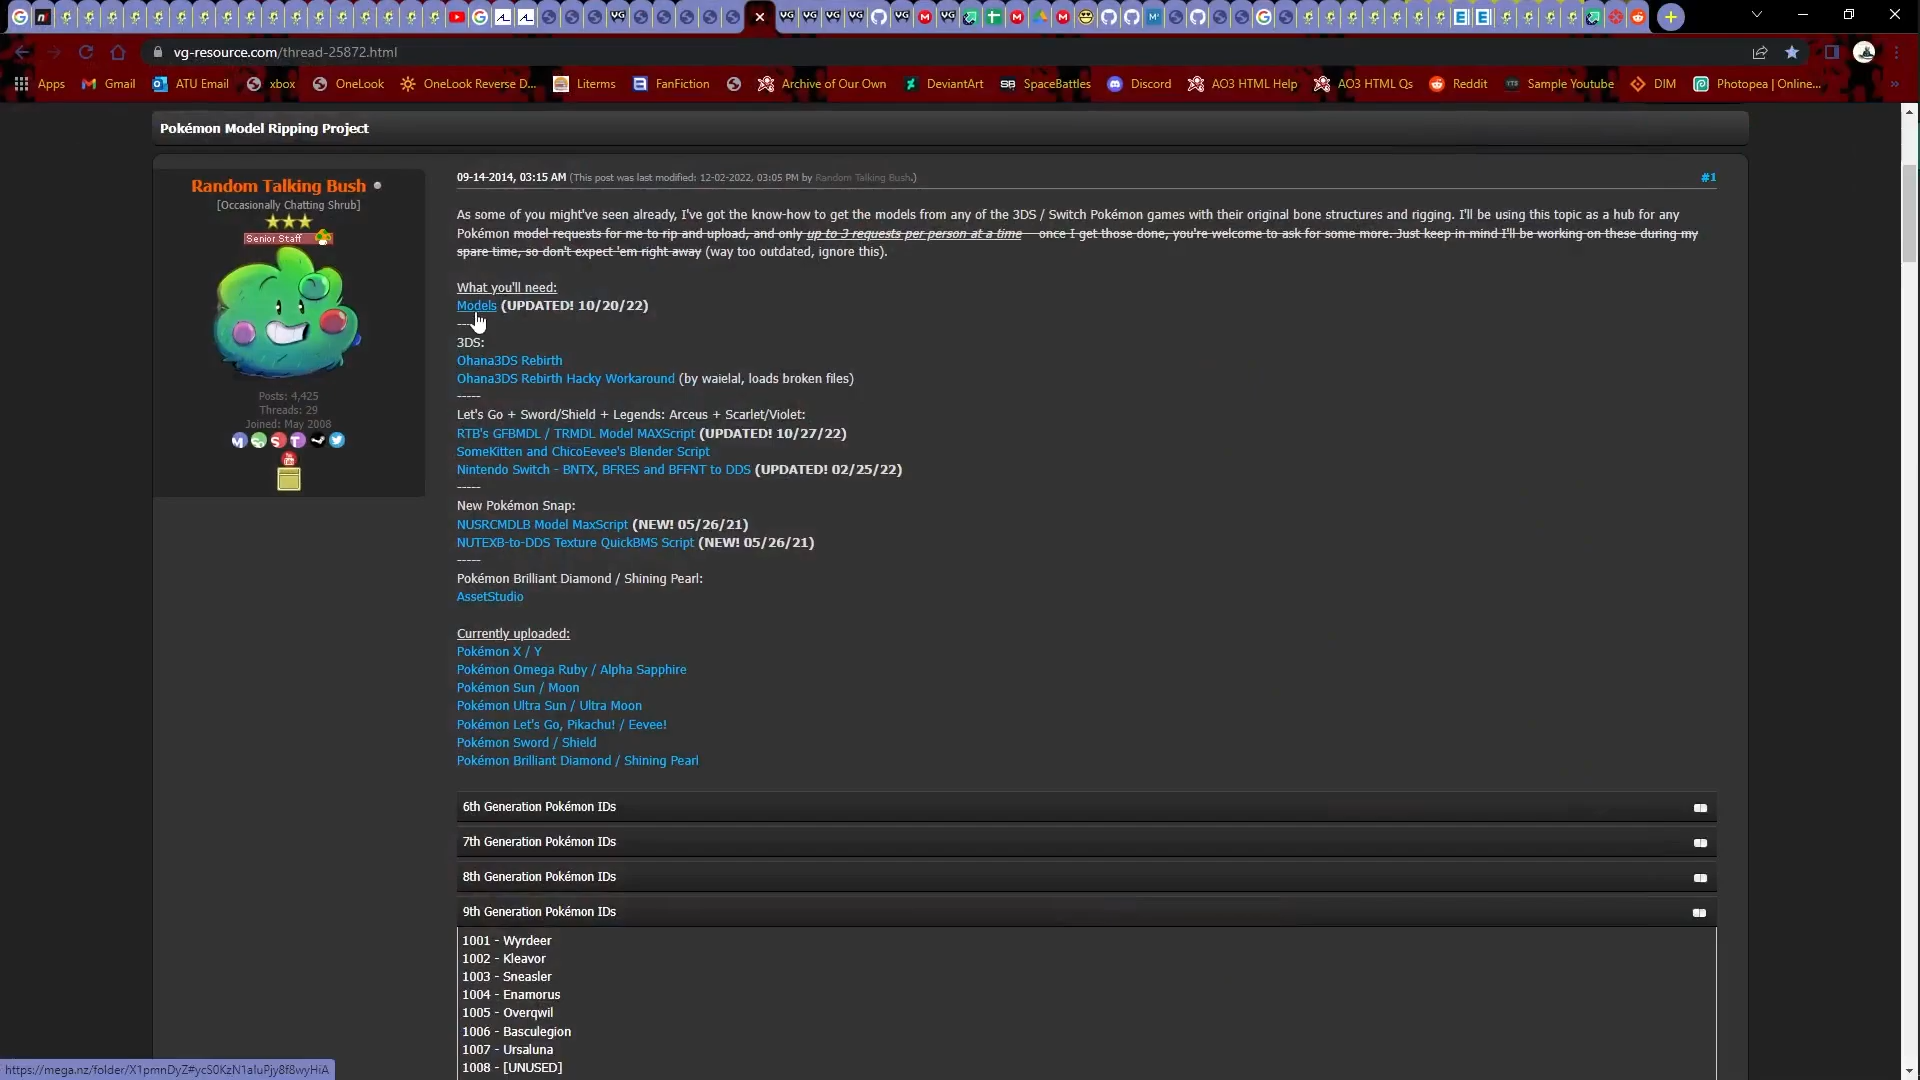 vg-resource.com/thread-25872.html
Apps Gmail ATU Email xbox OneLook OneLook Reverse D... Literms FanFiction Archive of Our Own DeviantArt SpaceBattles Discord AO3 HTML Help AO3 HTML Qs Reddit Sample Youtube DIM Photopea | Online... »
Pokémon Model Ripping Project
Random Talking Bush
[Occasionally Chatting Shrub]
Senior Staff
Posts: 4,425
Threads: 29
Joined: May 2008
09-14-2014, 03:15 AM (This post was last modified: 12-02-2022, 03:05 PM by Random Talking Bush.)
#1
As some of you might've seen already, I've got the know-how to get the models from any of the 3DS / Switch Pokémon games with their original bone structures and rigging. I'll be using this topic as a hub for any
Pokémon model requests for me to rip and upload, and only up to 3 requests per person at a time once I get those done, you're welcome to ask for some more. Just keep in mind I'll be working on these during my
spare time, so don't expect 'em right away (way too outdated, ignore this).
What you'll need:
Models (UPDATED! 10/20/22)
3DS:
Ohana3DS Rebirth
Ohana3DS Rebirth Hacky Workaround (by waielal, loads broken files)
-----
Let's Go + Sword/Shield + Legends: Arceus + Scarlet/Violet:
RTB's GFBMDL / TRMDL Model MAXScript (UPDATED! 10/27/22)
SomeKitten and ChicoEevee's Blender Script
Nintendo Switch - BNTX, BFRES and BFFNT to DDS (UPDATED! 02/25/22)
-----
New Pokémon Snap:
NUSRCMDLB Model MaxScript (NEW! 05/26/21)
NUTEXB-to-DDS Texture QuickBMS Script (NEW! 05/26/21)
-----
Pokémon Brilliant Diamond / Shining Pearl:
AssetStudio
Currently uploaded:
Pokémon X / Y
Pokémon Omega Ruby / Alpha Sapphire
Pokémon Sun / Moon
Pokémon Ultra Sun / Ultra Moon
Pokémon Let's Go, Pikachu! / Eevee!
Pokémon Sword / Shield
Pokémon Brilliant Diamond / Shining Pearl
6th Generation Pokémon IDs
7th Generation Pokémon IDs
8th Generation Pokémon IDs
9th Generation Pokémon IDs
1001 - Wyrdeer
1002 - Kleavor
1003 - Sneasler
1004 - Enamorus
1005 - Overqwil
1006 - Basculegion
1007 - Ursaluna
1008 - [UNUSED]